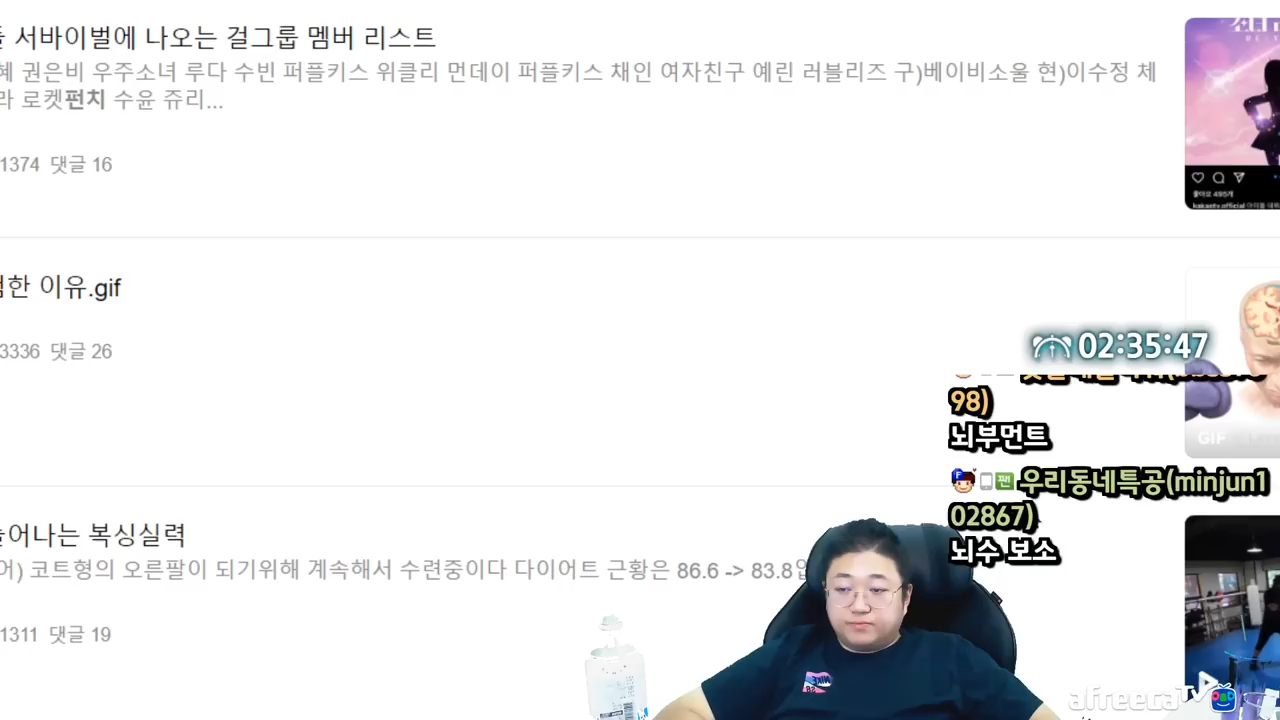 서바이벌에 나오는 걸그룹 멤버 리스트
권은비 우주소녀 루다 수빈 퍼플키스 위클리 먼데이 퍼플키스 채인 여자친구 예린 러블리즈 구)베이비소울 현)이수정 체
로켓펀치 수윤 쥬리...
1374 댓글 16
좋아요 495개
이유.gif
3336 댓글 26
02:35:47
98)
뇌부먼트
GIF
우리동네특공(minjun1
02867)
뇌수 보소
복싱실력
코트형의 오른팔이 되기위해 계속해서 수련중이다 다이어트 근황은 86.6 -> 83.8
1311 댓글 19
afreecaTV